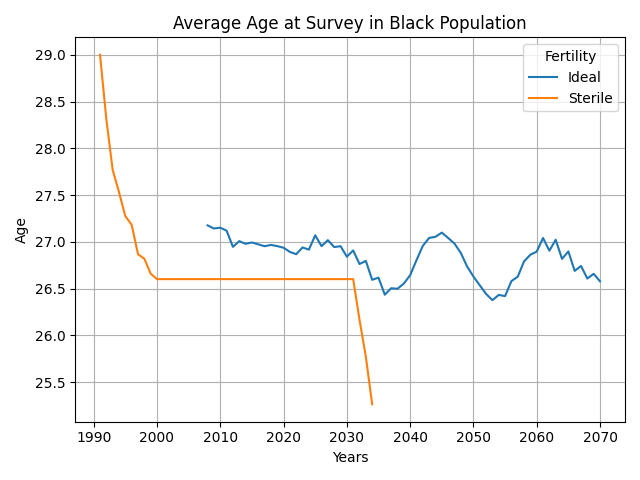 Average Age at Survey in Black Population
Fertility
Ideal
Sterile
Age
29.0
28.5
28.0
27.5
27.0
26.5
26.0
25.5
1990 2000 2010 2020 2030 2040 2050 2060 2070
Years